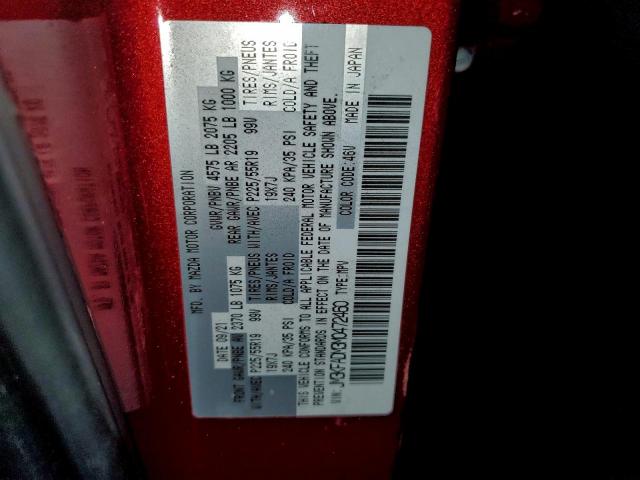 MFD. BY MAZDA MOTOR CORPORATION
DATE 09/21 GVWR/PNBV 4575 LB 2075 KG
FRONT GAWR/PNBE AV 2370 LB 1075 KG REAR GAWR/PNBE AR 2205 LB 1000 KG
WITH/AVEC P225/55R19 99V TIRES/PNEUS WITH/AVEC P225/55R19 99V TIRES/PNEUS
19X7J RIMS/JANTES 19X7J RIMS/JANTES
240 KPA/35 PSI COLD/A FROID 240 KPA/35 PSI COLD/A FROID
THIS VEHICLE CONFORMS TO ALL APPLICABLE FEDERAL MOTOR VEHICLE SAFETY AND THEFT
PREVENTION STANDARDS IN EFFECT ON THE DATE OF MANUFACTURE SHOWN ABOVE.
VIN: JM3KFADM3M0472460 TYPE:MPV COLOR CODE:46V MADE IN JAPAN